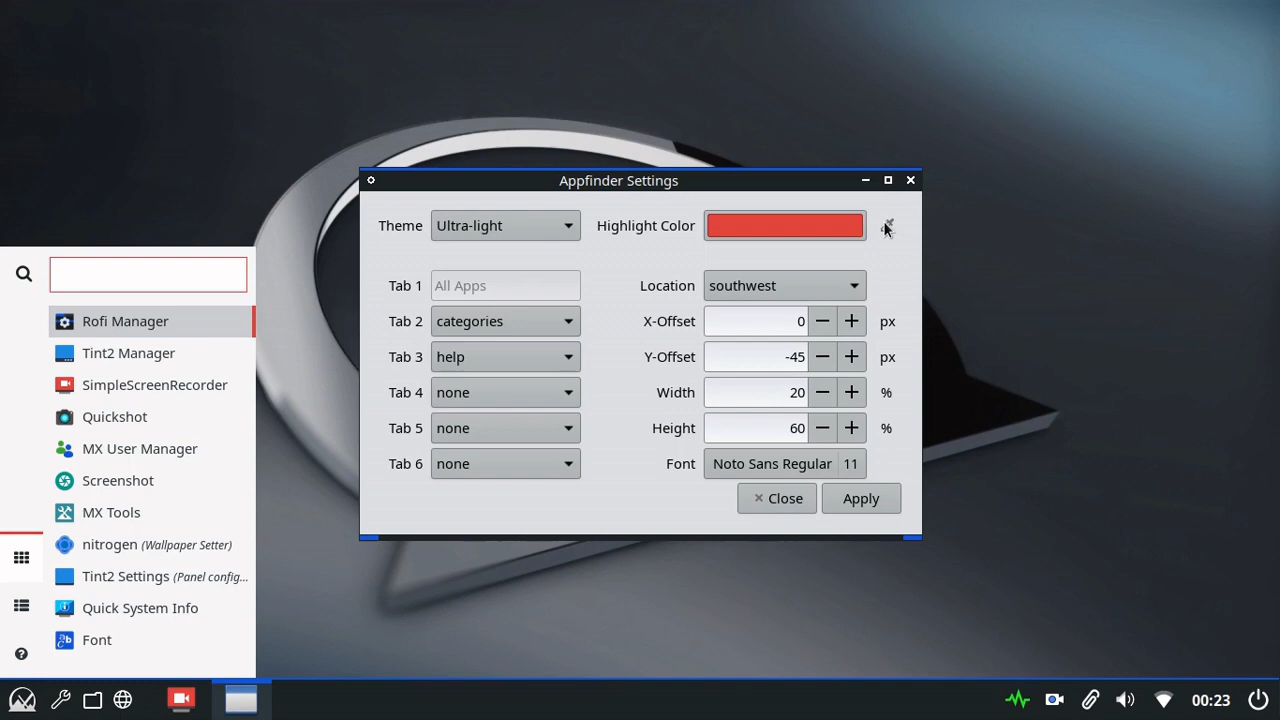 Appfinder Settings
Theme Ultra-light Highlight Color
Tab 1 All Apps Location southwest
Tab 2 categories X-Offset 0 px
Tab 3 help Y-Offset -45 px
Tab 4 none Width 20 %
Tab 5 none Height 60 %
Tab 6 none Font Noto Sans Regular 11
Close Apply
Rofi Manager
Tint2 Manager
SimpleScreenRecorder
Quickshot
MX User Manager
Screenshot
MX Tools
nitrogen (Wallpaper Setter)
Tint2 Settings (Panel config...
Quick System Info
Font
00:23